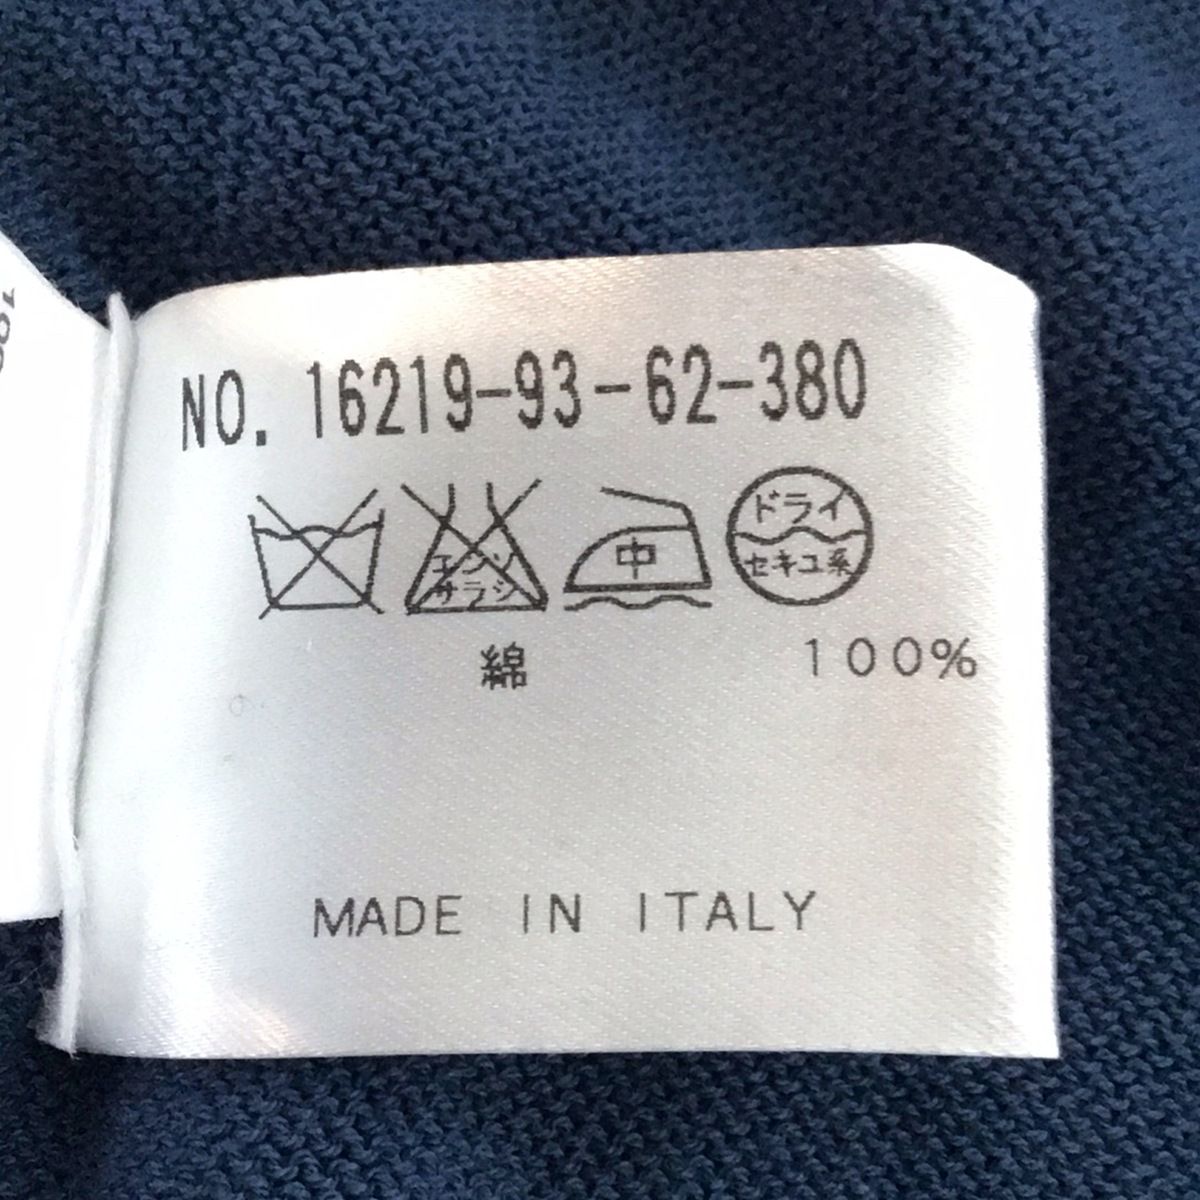 NO. 16219-93-62-380
エンソ
サラシ
中
ドライ
セキユ系
綿 100%
MADE IN ITALY
100